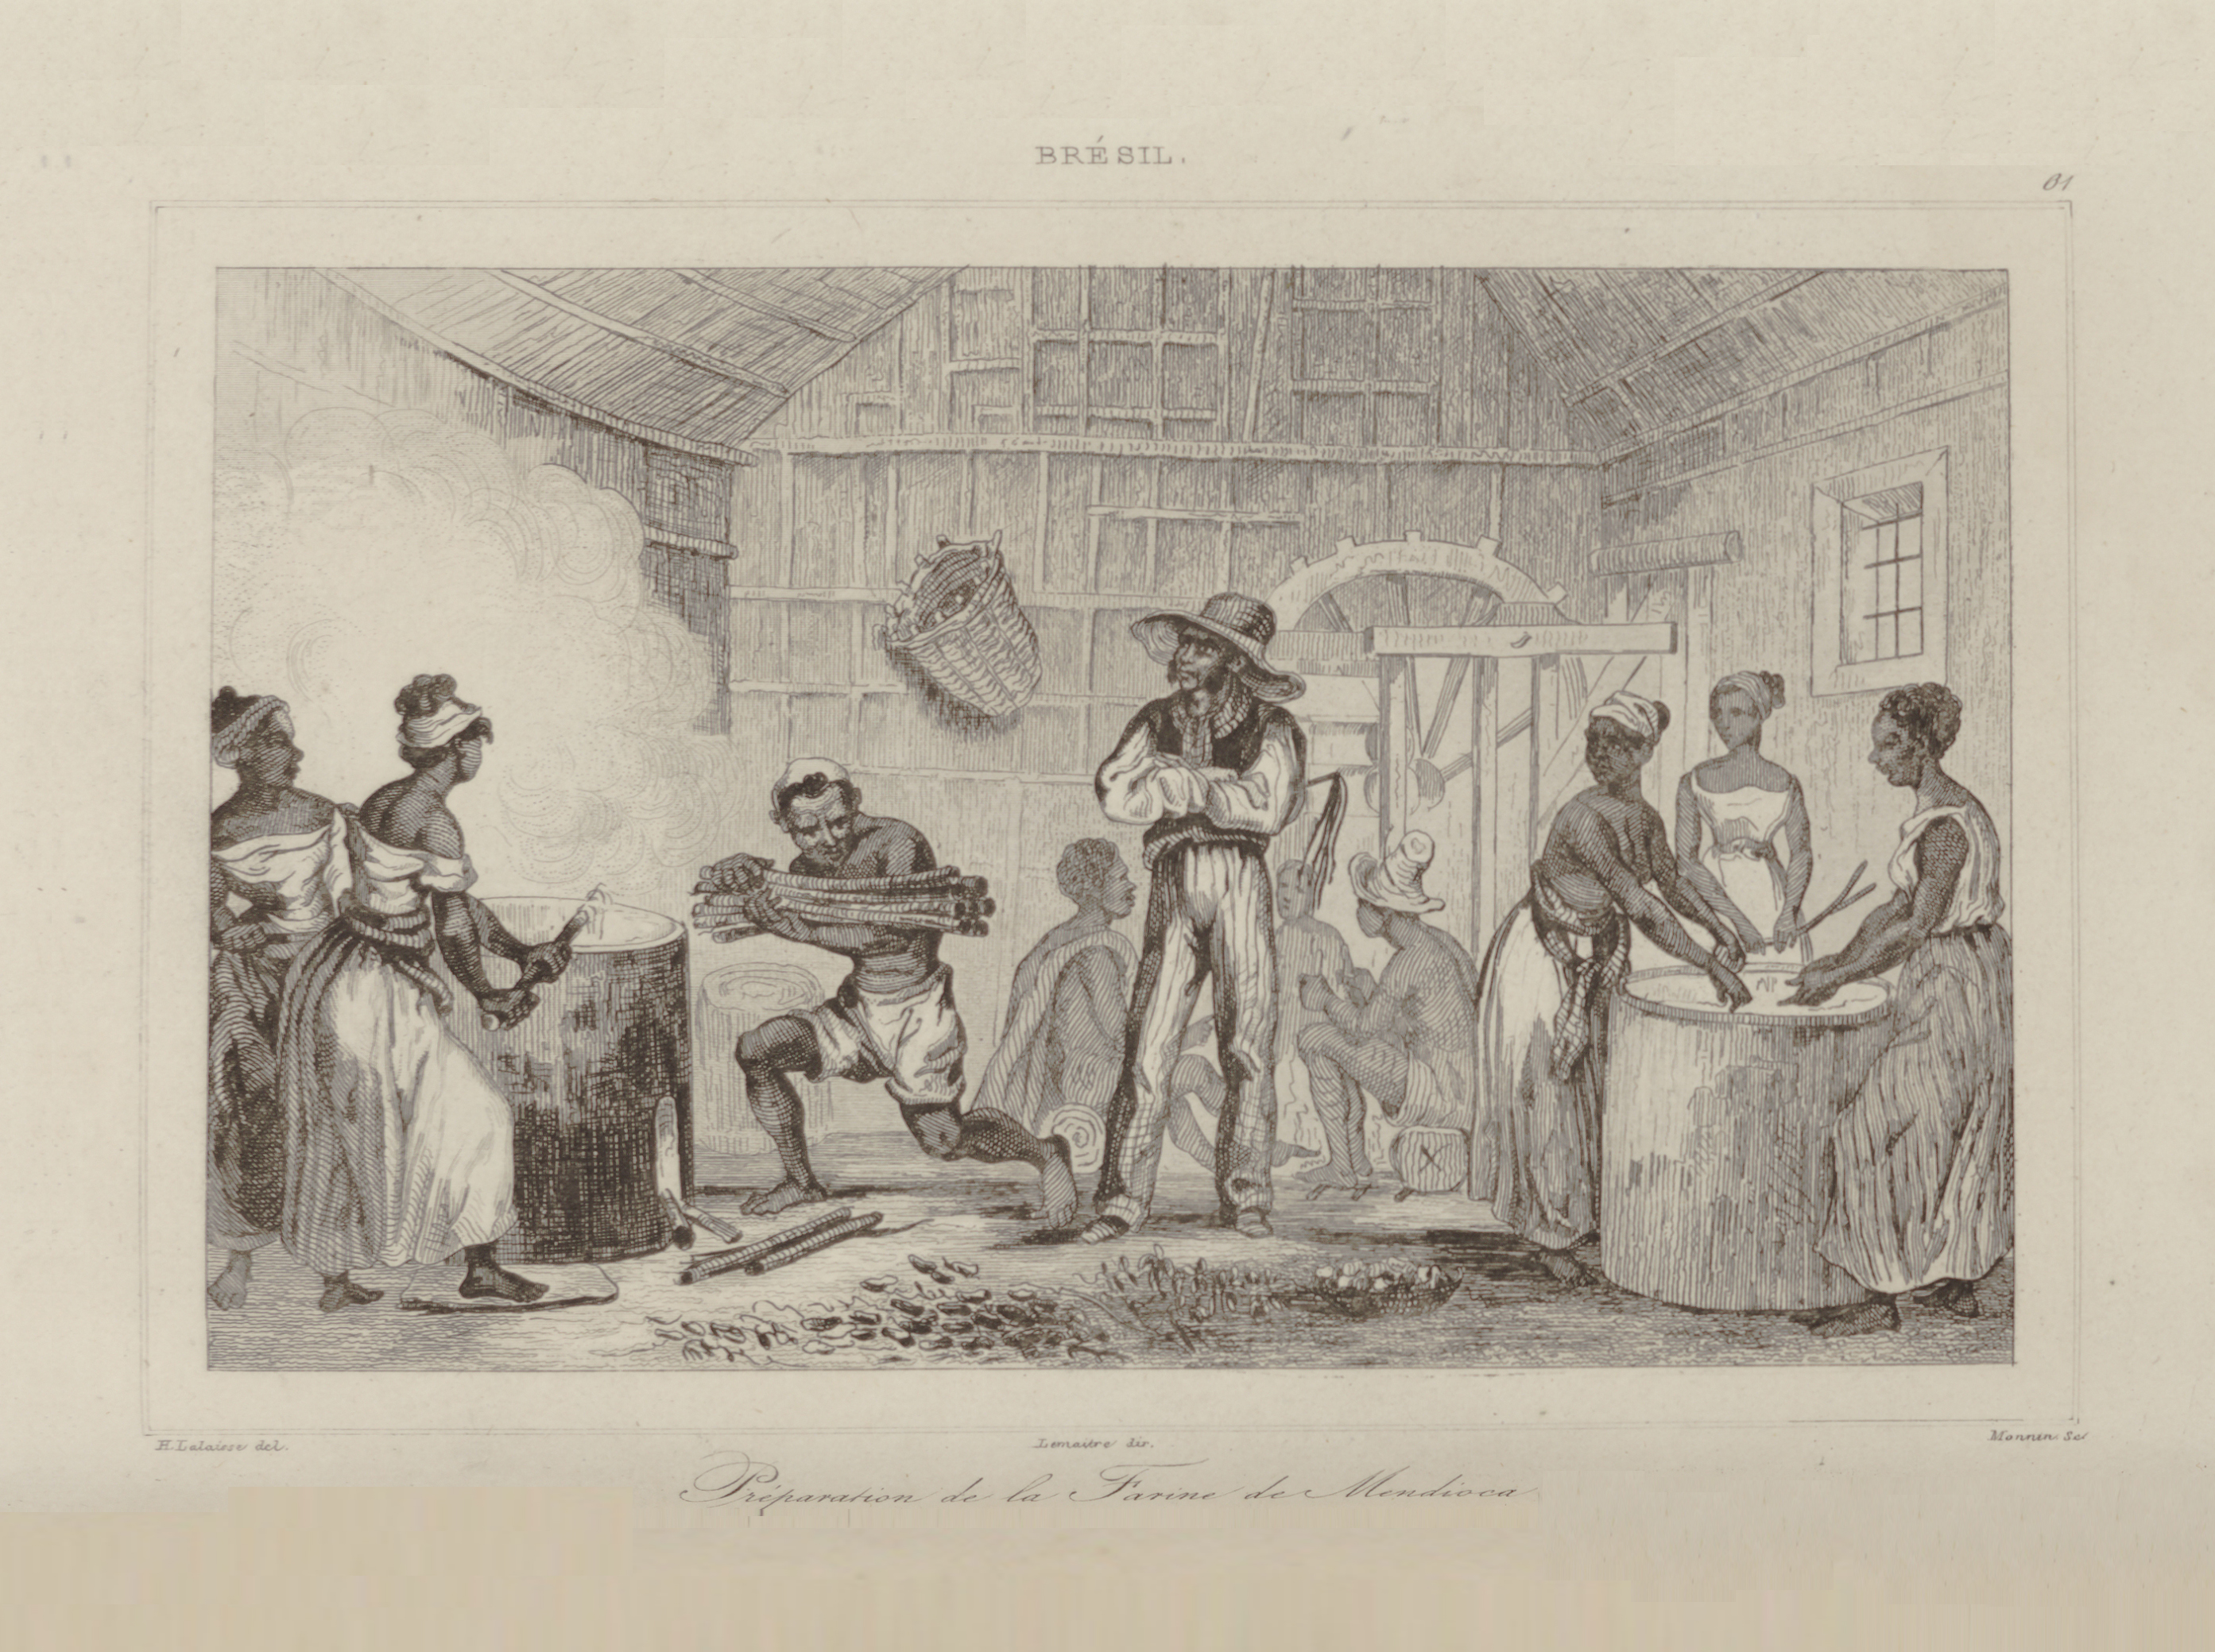 BRÉSIL.
61
H. Lalaisse del.
Lemaitre dir.
Monnin Sc.
Préparation de la Farine de Mendioca